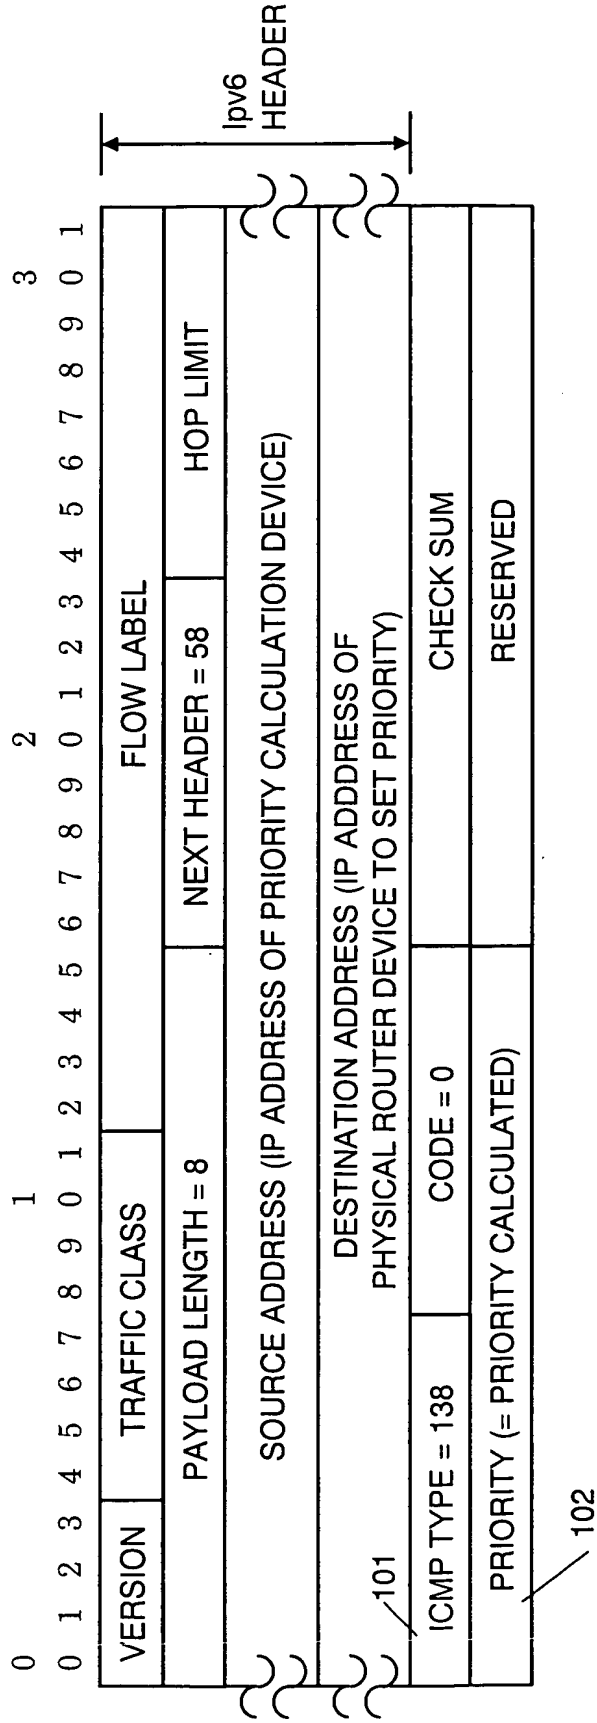 0 1 2 3
0 1 2 3 4 5 6 7 8 9 0 1 2 3 4 5 6 7 8 9 0 1 2 3 4 5 6 7 8 9 0 1
VERSION TRAFFIC CLASS FLOW LABEL
PAYLOAD LENGTH = 8 NEXT HEADER = 58 HOP LIMIT
SOURCE ADDRESS (IP ADDRESS OF PRIORITY CALCULATION DEVICE)
DESTINATION ADDRESS (IP ADDDRESS OF
PHYSICAL ROUTER DEVICE TO SET PRIORITY)
Ipv6
HEADER
101
ICMP TYPE = 138 CODE = 0 CHECK SUM
PRIORITY (= PRIORITY CALCULATED) RESERVED
102